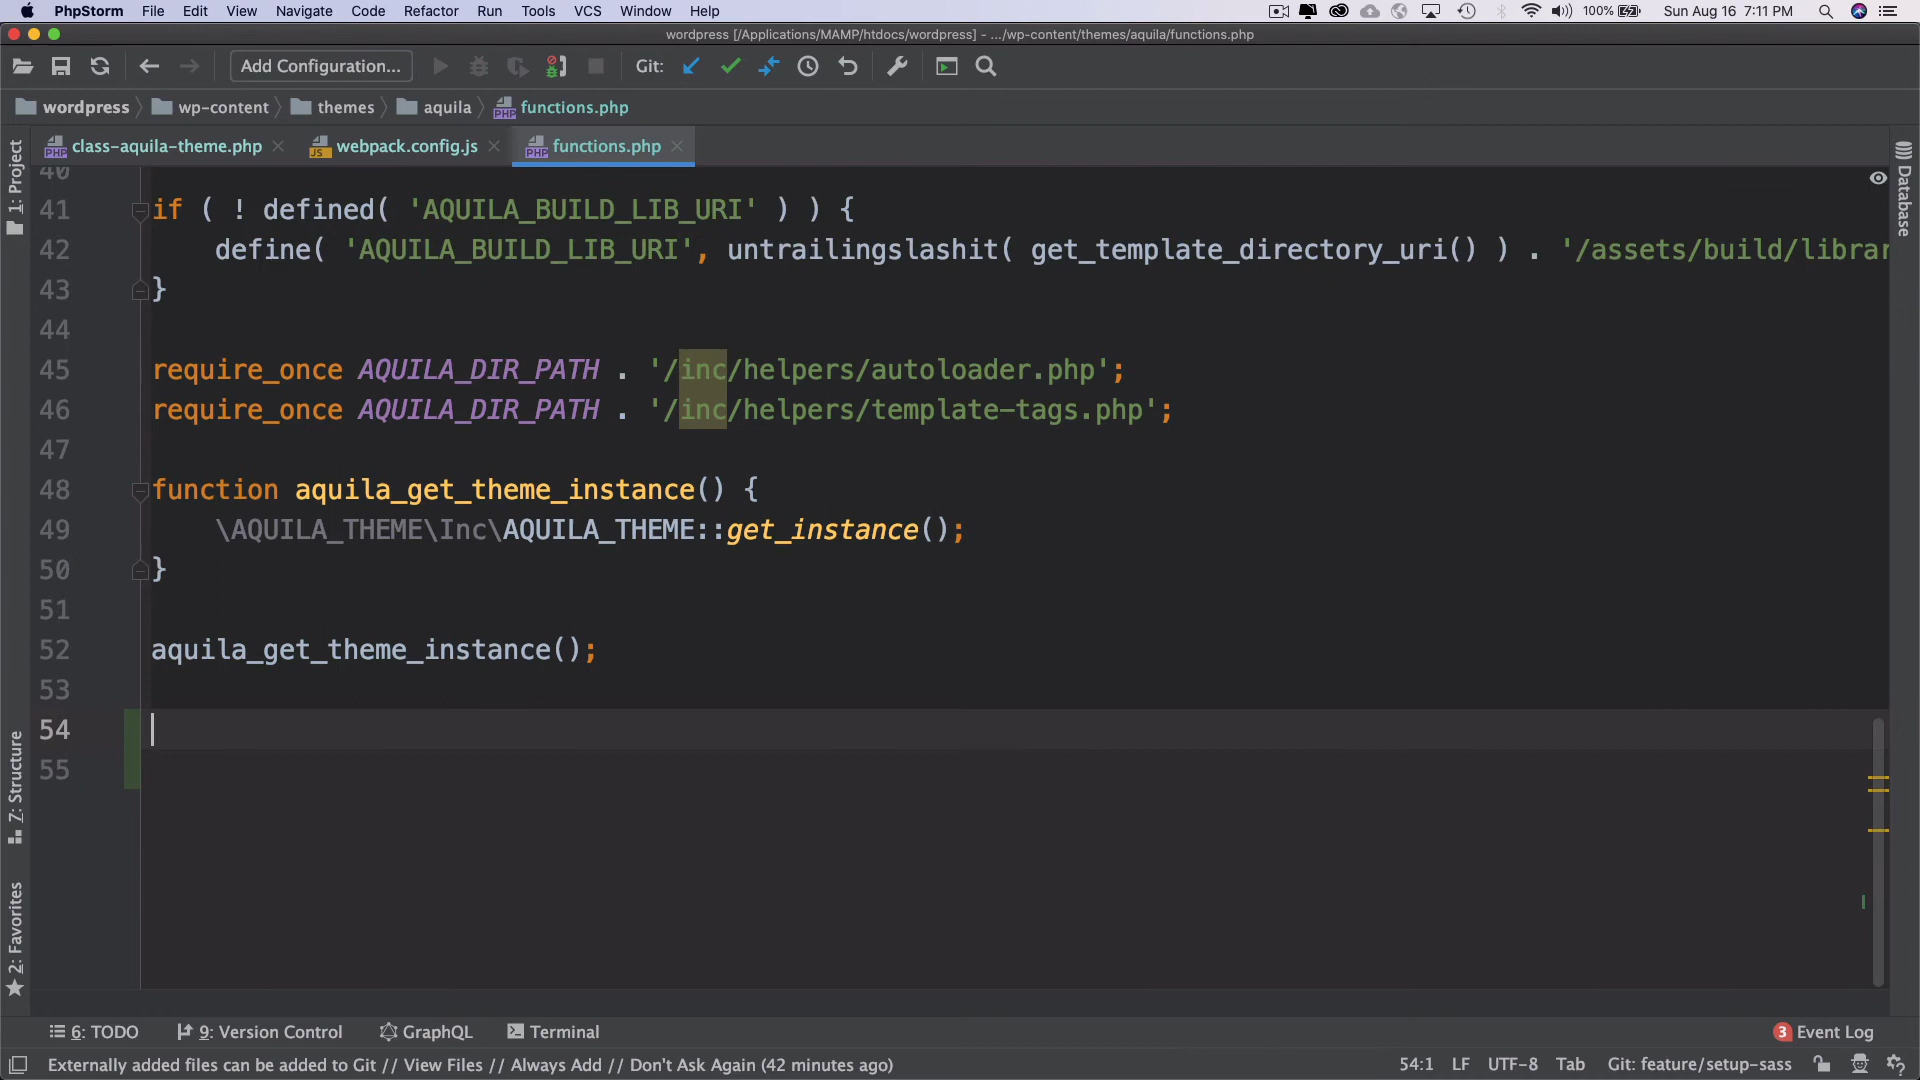 PhpStorm File Edit View Navigate Code Refactor Run Tools VCS Window Help 100% Sun Aug 16 7:11 PM
wordpress [/Applications/MAMP/htdocs/wordpress] - .../wp-content/themes/aquila/functions.php
Add Configuration... Git:
wordpress wp-content themes aquila functions.php
class-aquila-theme.php webpack.config.js functions.php
1: Project
Database
40
41 if ( ! defined( 'AQUILA_BUILD_LIB_URI' ) ) {
42 define( 'AQUILA_BUILD_LIB_URI', untrailingslashit( get_template_directory_uri() ) . '/assets/build/librar
43 }
44
45 require_once AQUILA_DIR_PATH . '/inc/helpers/autoloader.php';
46 require_once AQUILA_DIR_PATH . '/inc/helpers/template-tags.php';
47
48 function aquila_get_theme_instance() {
49 \AQUILA_THEME\Inc\AQUILA_THEME::get_instance();
50 }
51
52 aquila_get_theme_instance();
53
54
55
7: Structure
2: Favorites
6: TODO 9: Version Control GraphQL Terminal 3 Event Log
Externally added files can be added to Git // View Files // Always Add // Don't Ask Again (42 minutes ago) 54:1 LF UTF-8 Tab Git: feature/setup-sass